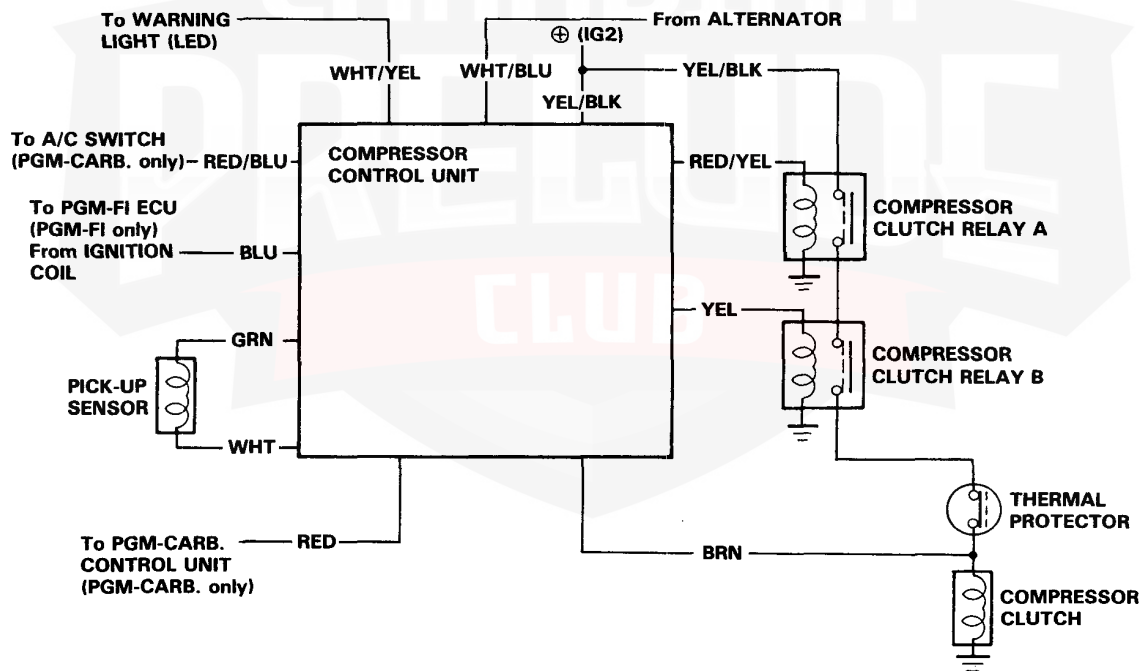 To WARNING
LIGHT (LED)
From ALTERNATOR
⊕ (IG2)
WHT/YEL
WHT/BLU
YEL/BLK
YEL/BLK
To A/C SWITCH
(PGM-CARB. only)
RED/BLU
COMPRESSOR
CONTROL UNIT
RED/YEL
To PGM-FI ECU
(PGM-FI only)
From IGNITION
COIL
BLU
COMPRESSOR
CLUTCH RELAY A
YEL
GRN
COMPRESSOR
CLUTCH RELAY B
PICK-UP
SENSOR
WHT
THERMAL
PROTECTOR
To PGM-CARB.
CONTROL UNIT
(PGM-CARB. only)
RED
BRN
COMPRESSOR
CLUTCH
PRELUDE
CLUB